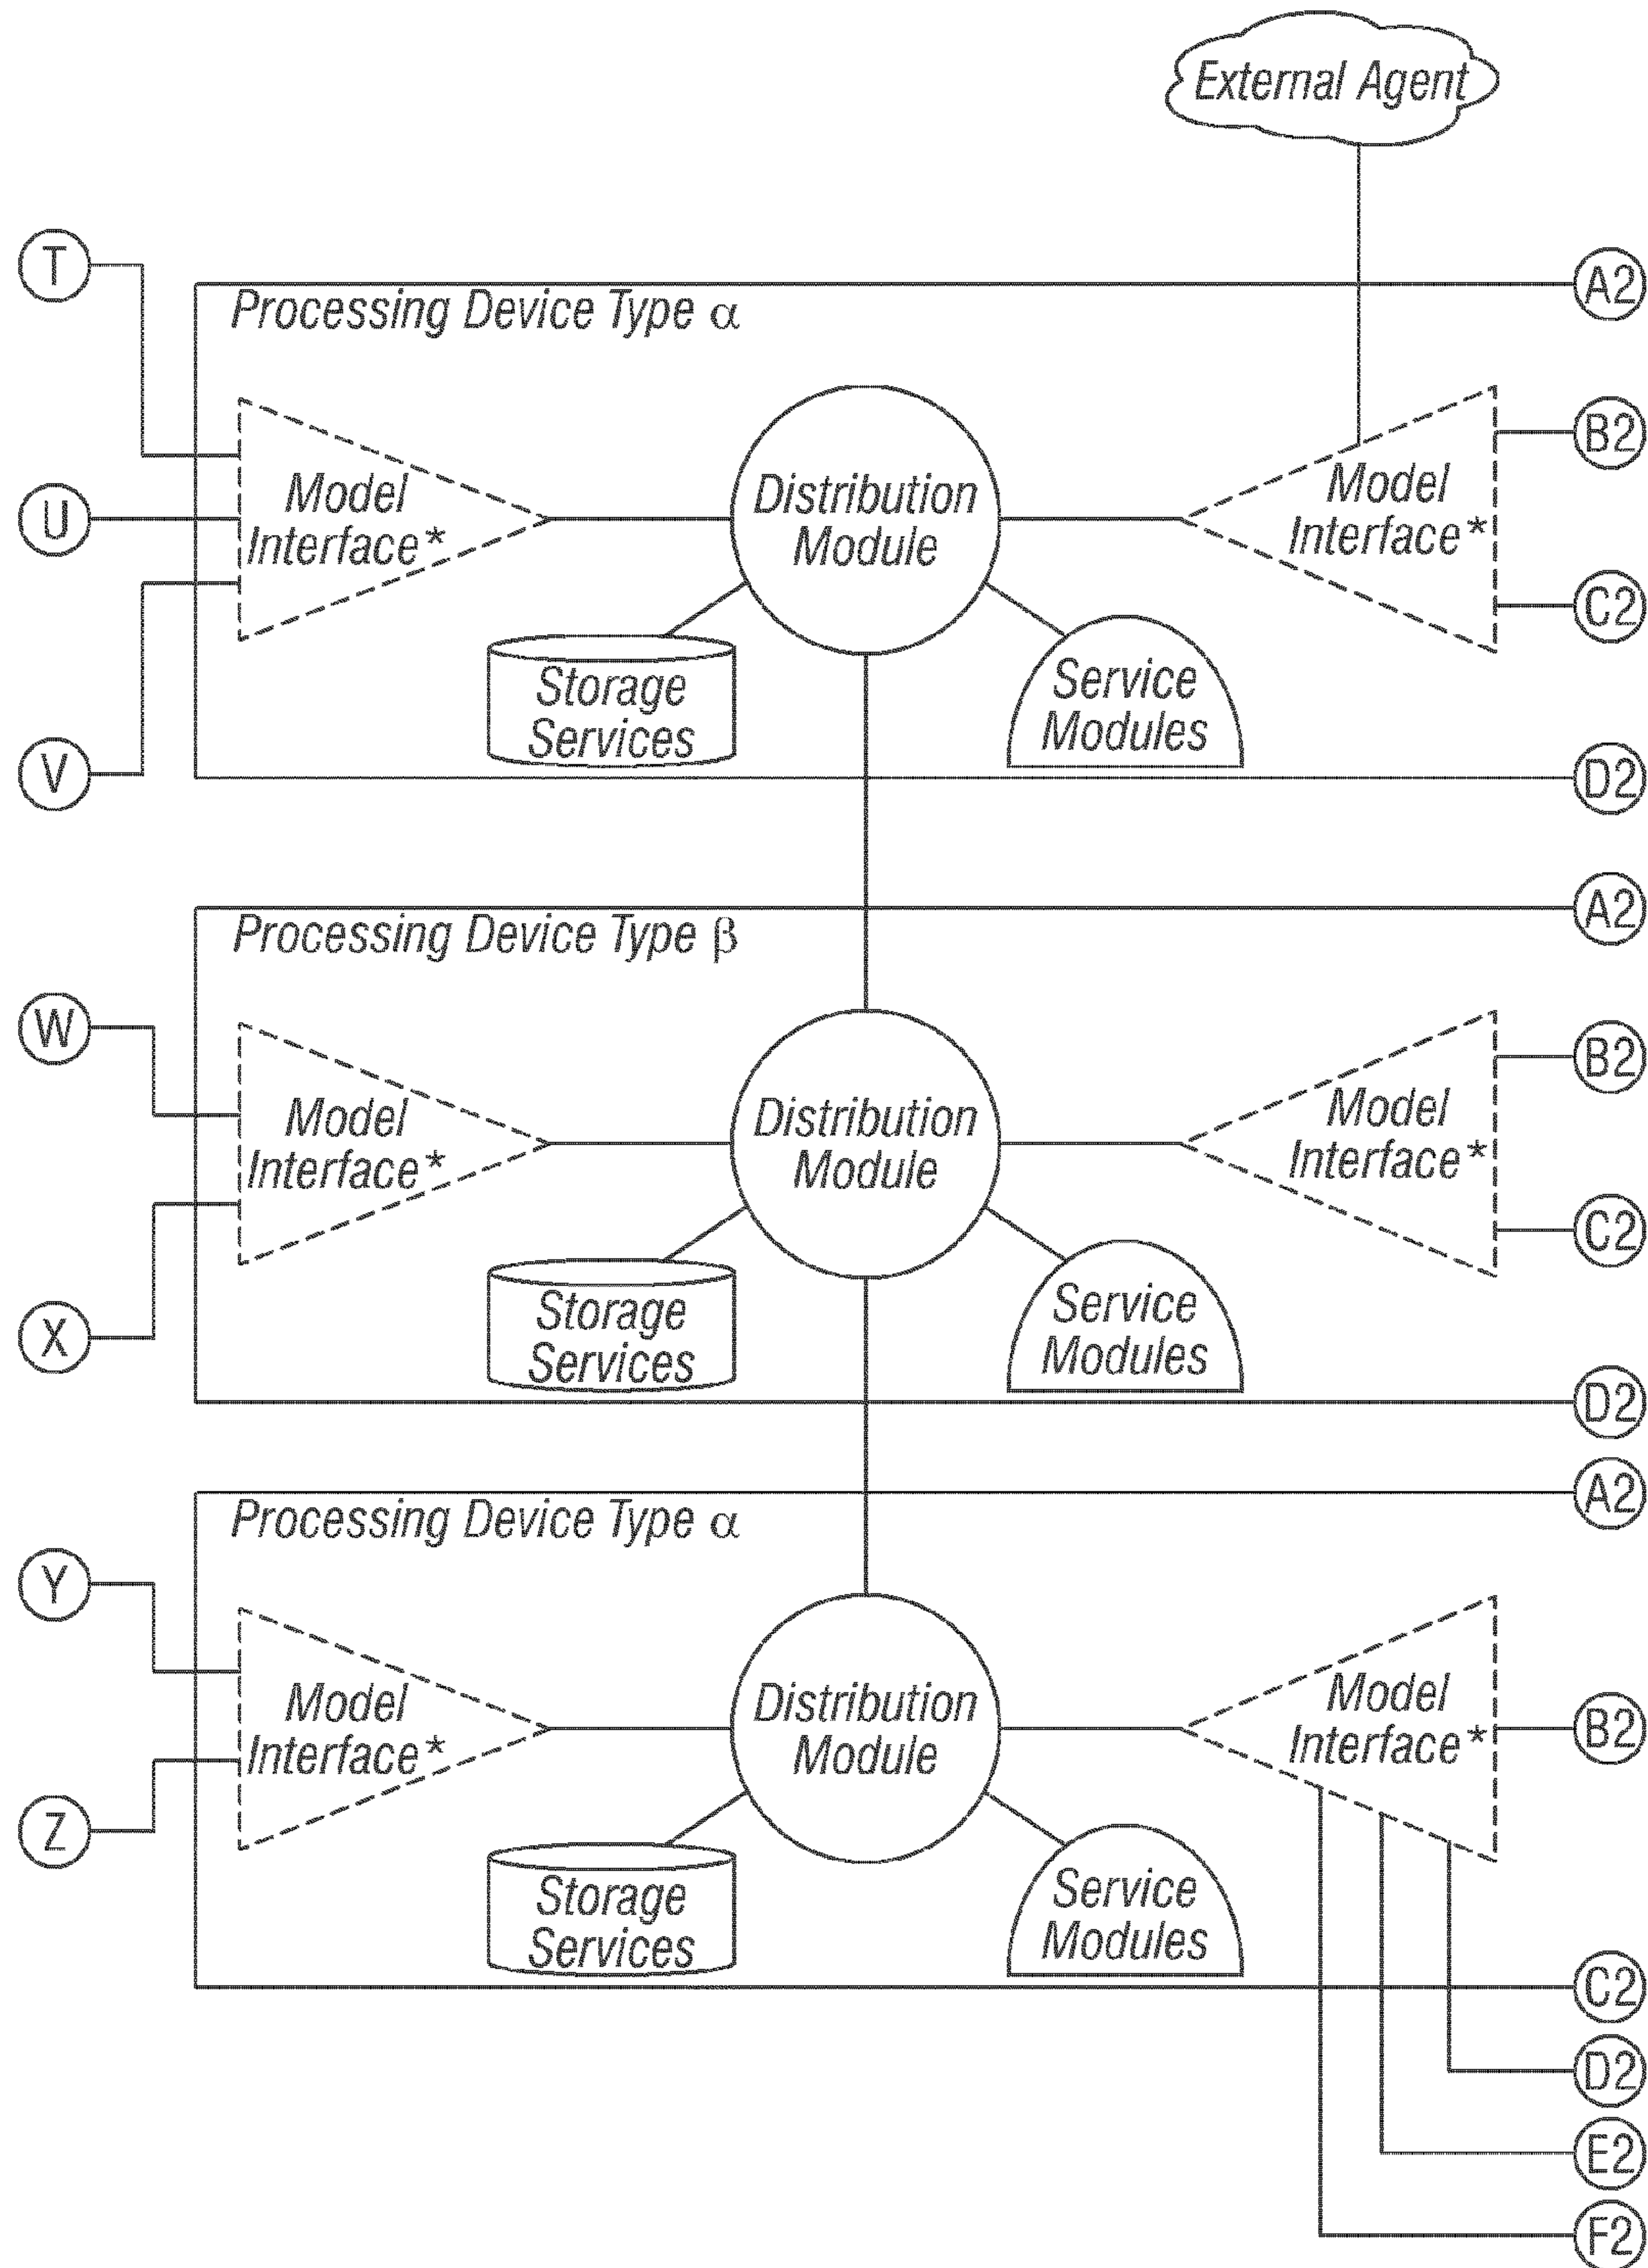 External Agent
T
A2
Processing Device Type α
B2
Model
Interface*
Distribution
Module
Model
Interface*
U
C2
Storage
Services
Service
Modules
V
D2
A2
Processing Device Type β
W
B2
Model
Interface*
Distribution
Module
Model
Interface*
C2
Storage
Services
Service
Modules
X
D2
A2
Processing Device Type α
Y
Model
Interface*
Distribution
Module
Model
Interface*
B2
Z
Storage
Services
Service
Modules
C2
D2
E2
F2